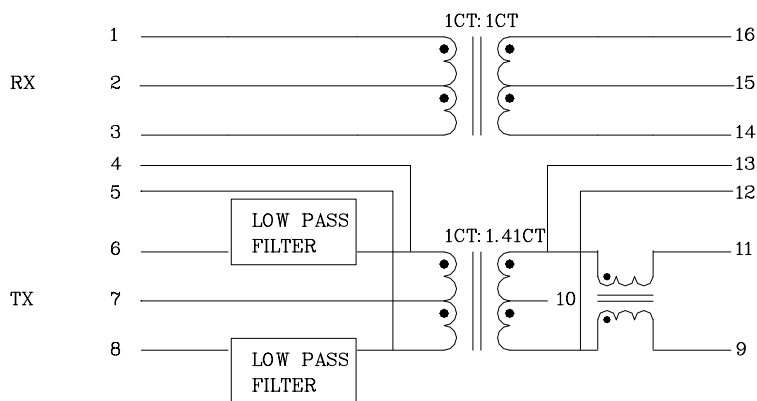 1CT:1CT
1
16
RX
2
15
3
14
4
13
5
12
LOW PASS
FILTER
1CT:1.41CT
6
11
TX
7
10
8
9
LOW PASS
FILTER